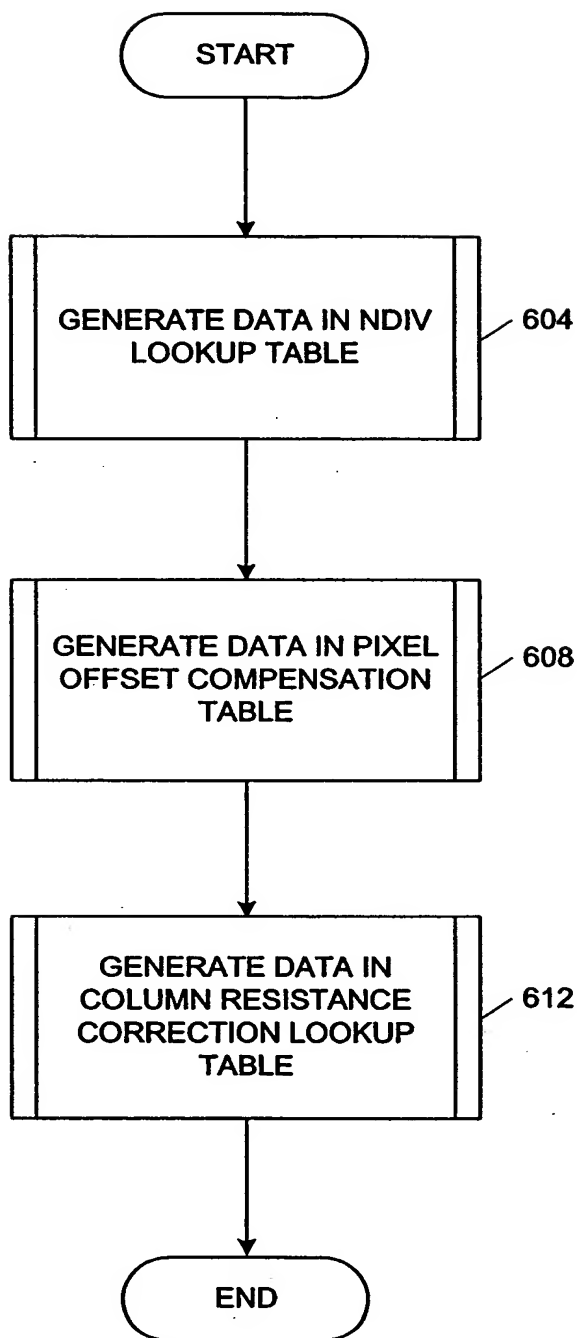 START
GENERATE DATA IN NDIV
LOOKUP TABLE
604
GENERATE DATA IN PIXEL
OFFSET COMPENSATION
TABLE
608
GENERATE DATA IN
COLUMN RESISTANCE
CORRECTION LOOKUP
TABLE
612
END